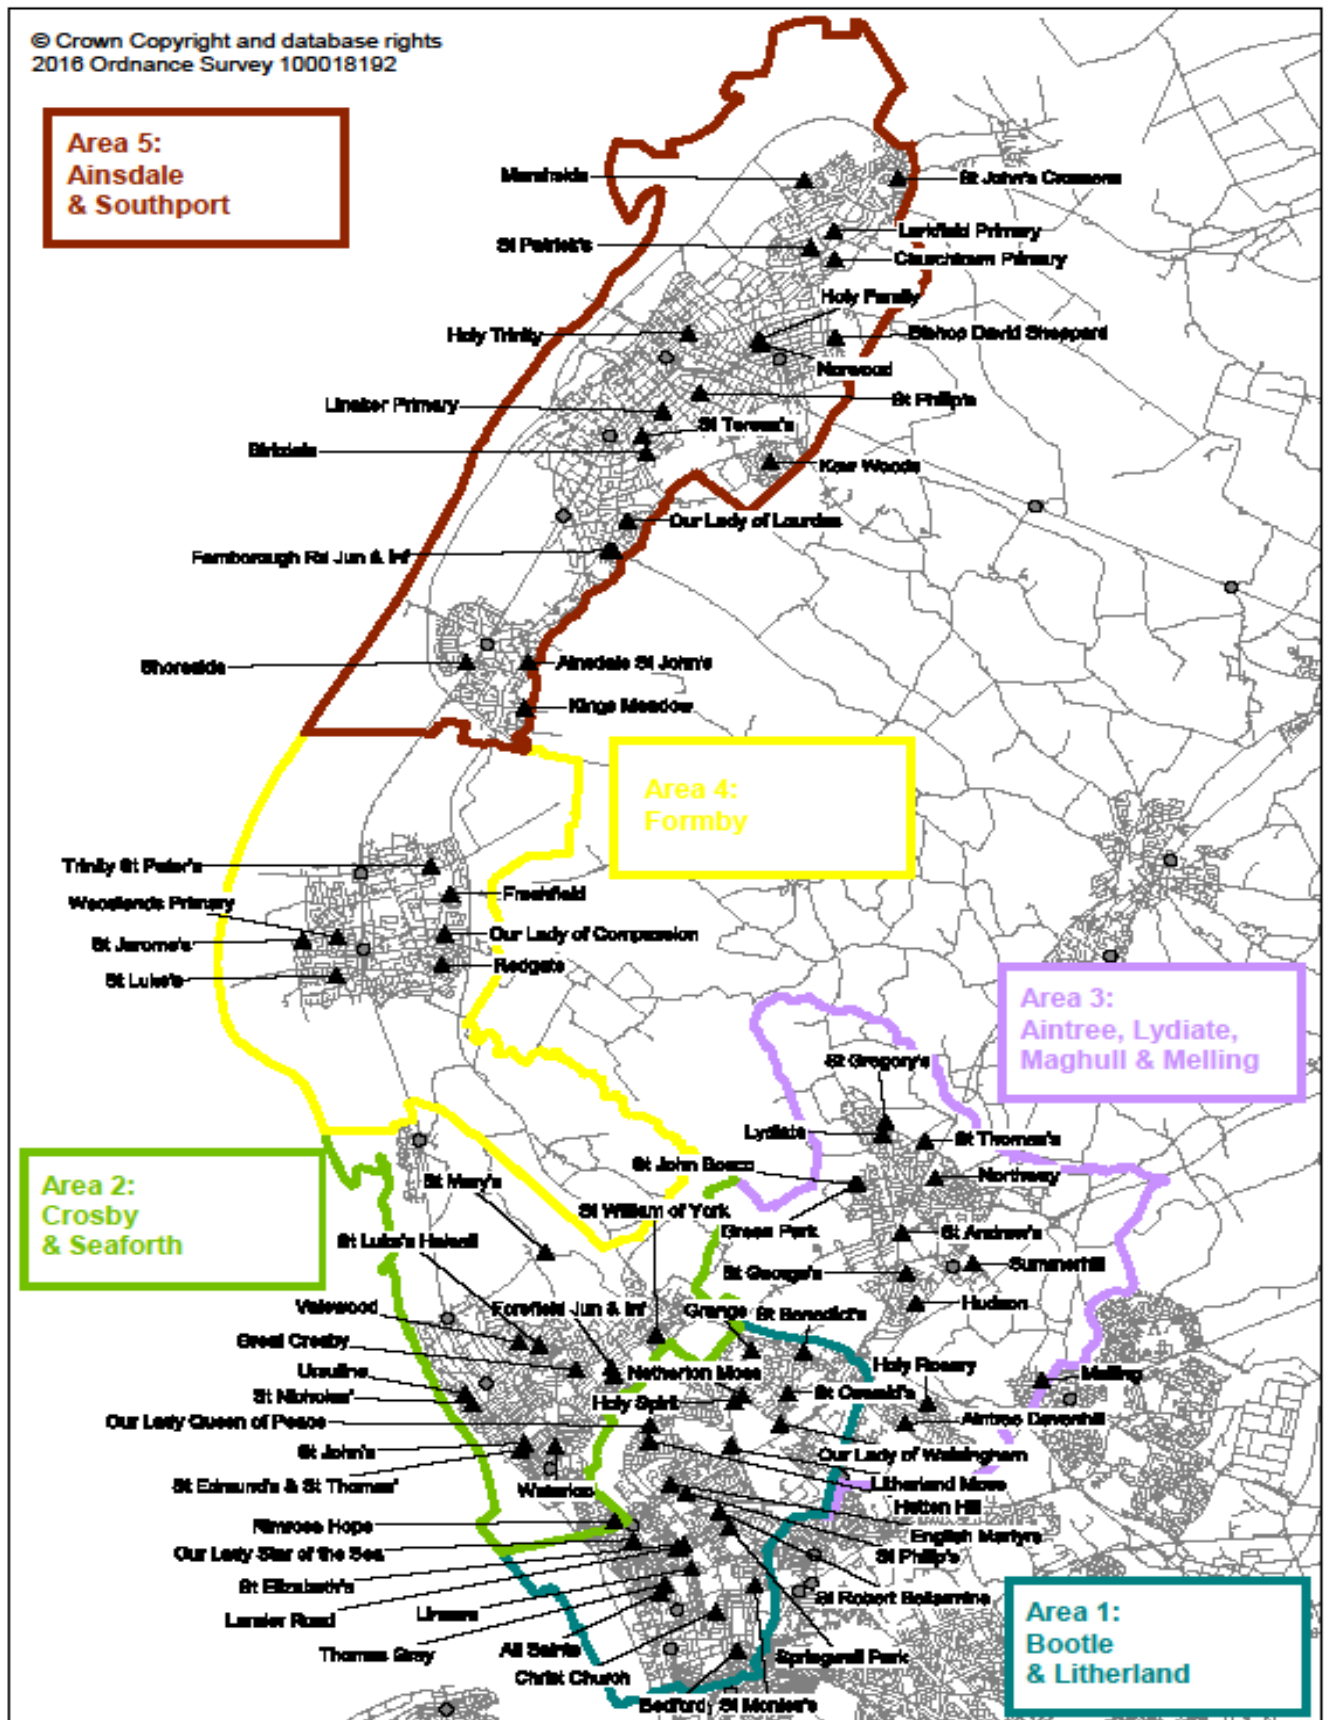 © Crown Copyright and database rights
2016 Ordnance Survey 100018192
Area 5:
Ainsdale
& Southport
Marshside
St John's Crossens
Larkfield Primary
St Patrick's
Churchtown Primary
Holy Family
Holy Trinity
Bishop David Sheppard
Norwood
Linaker Primary
St Philip's
St Teresa's
Birkdale
Kew Woods
Our Lady of Lourdes
Farnborough Rd Jun & Inf
Shoreside
Ainsdale St John's
Kings Meadow
Area 4:
Formby
Trinity St Peter's
Freshfield
Woodlands Primary
St Jerome's
Our Lady of Compassion
Redgate
St Luke's
Area 3:
Aintree, Lydiate,
Maghull & Melling
St Gregory's
Lydiate
St Thomas's
St John Bosco
Northway
Area 2:
Crosby
& Seaforth
St Mary's
St William of York
Green Park
St Andrew's
St Luke's Halsall
St George's
Summerhill
Hudson
Valewood
Forefield Jun & Inf
Grange
St Benedict's
Great Crosby
Ursuline
Netherton Moss
Holy Rosary
Melling
St Nicholas'
Holy Spirit
St Oswald's
Our Lady Queen of Peace
Aintree Davenhill
St John's
Our Lady of Walsingham
St Edmund's & St Thomas'
Waterloo
Litherland Moss
Hatton Hill
Rimrose Hope
English Martyrs
Our Lady Star of the Sea
St Philip's
St Elizabeth's
St Robert Bellarmine
Lander Road
Linacre
Area 1:
Bootle
& Litherland
Thomas Gray
All Saints
Springwell Park
Christ Church
Bedford
St Monica's